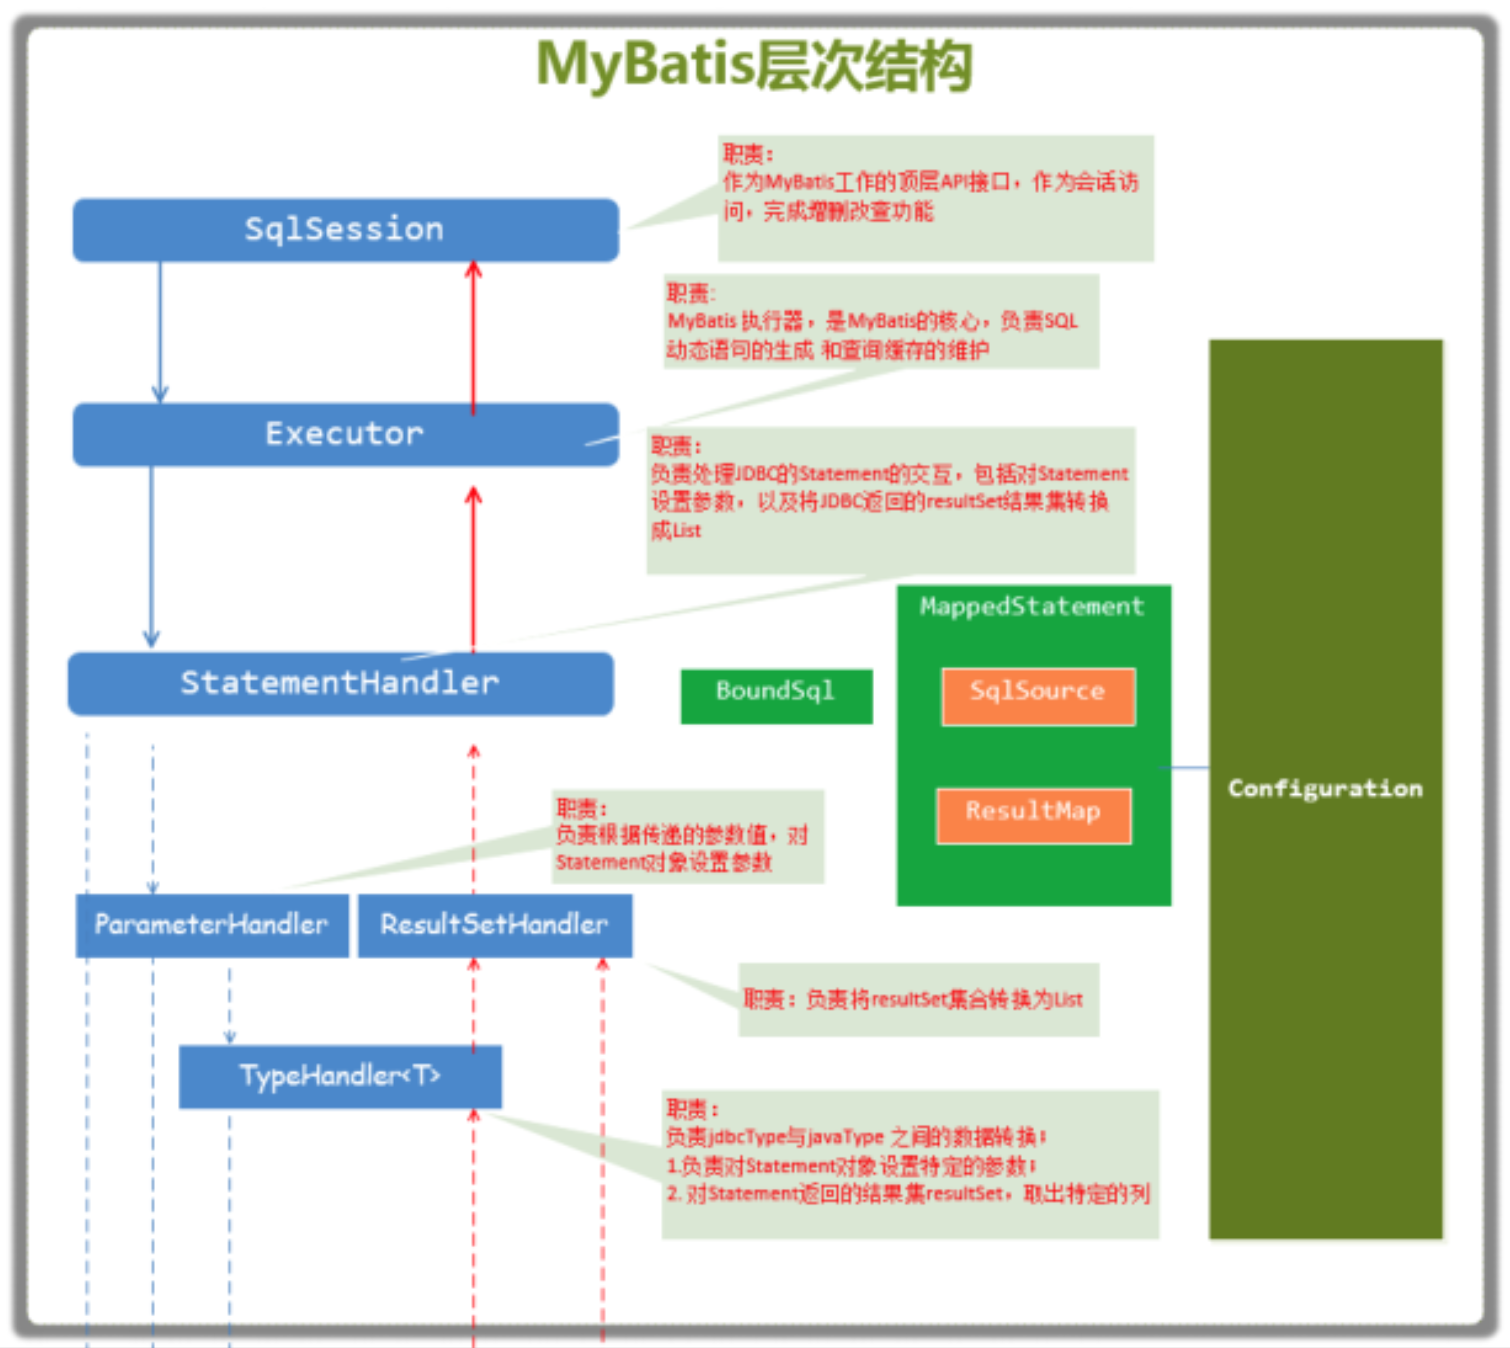 MyBatis层次结构
职责：
作为MyBatis工作的顶层API接口，作为会话访
问，完成增删改查功能
SqlSession
职责:
MyBatis 执行器，是MyBatis的核心，负责SQL
动态语句的生成 和查询缓存的维护
Executor
职责：
负责处理JDBC的Statement的交互，包括对Statement
设置参数，以及将JDBC返回的resultSet结果集转换
成List
StatementHandler
BoundSql
MappedStatement
SqlSource
ResultMap
Configuration
职责：
负责根据传递的参数值，对
Statement对象设置参数
ParameterHandler
ResultSetHandler
职责：负责将resultSet集合转换为List
TypeHandler<T>
职责：
负责jdbcType与javaType 之间的数据转换：
1.负责对Statement对象设置特定的参数；
2. 对Statement返回的结果集resultSet，取出特定的列